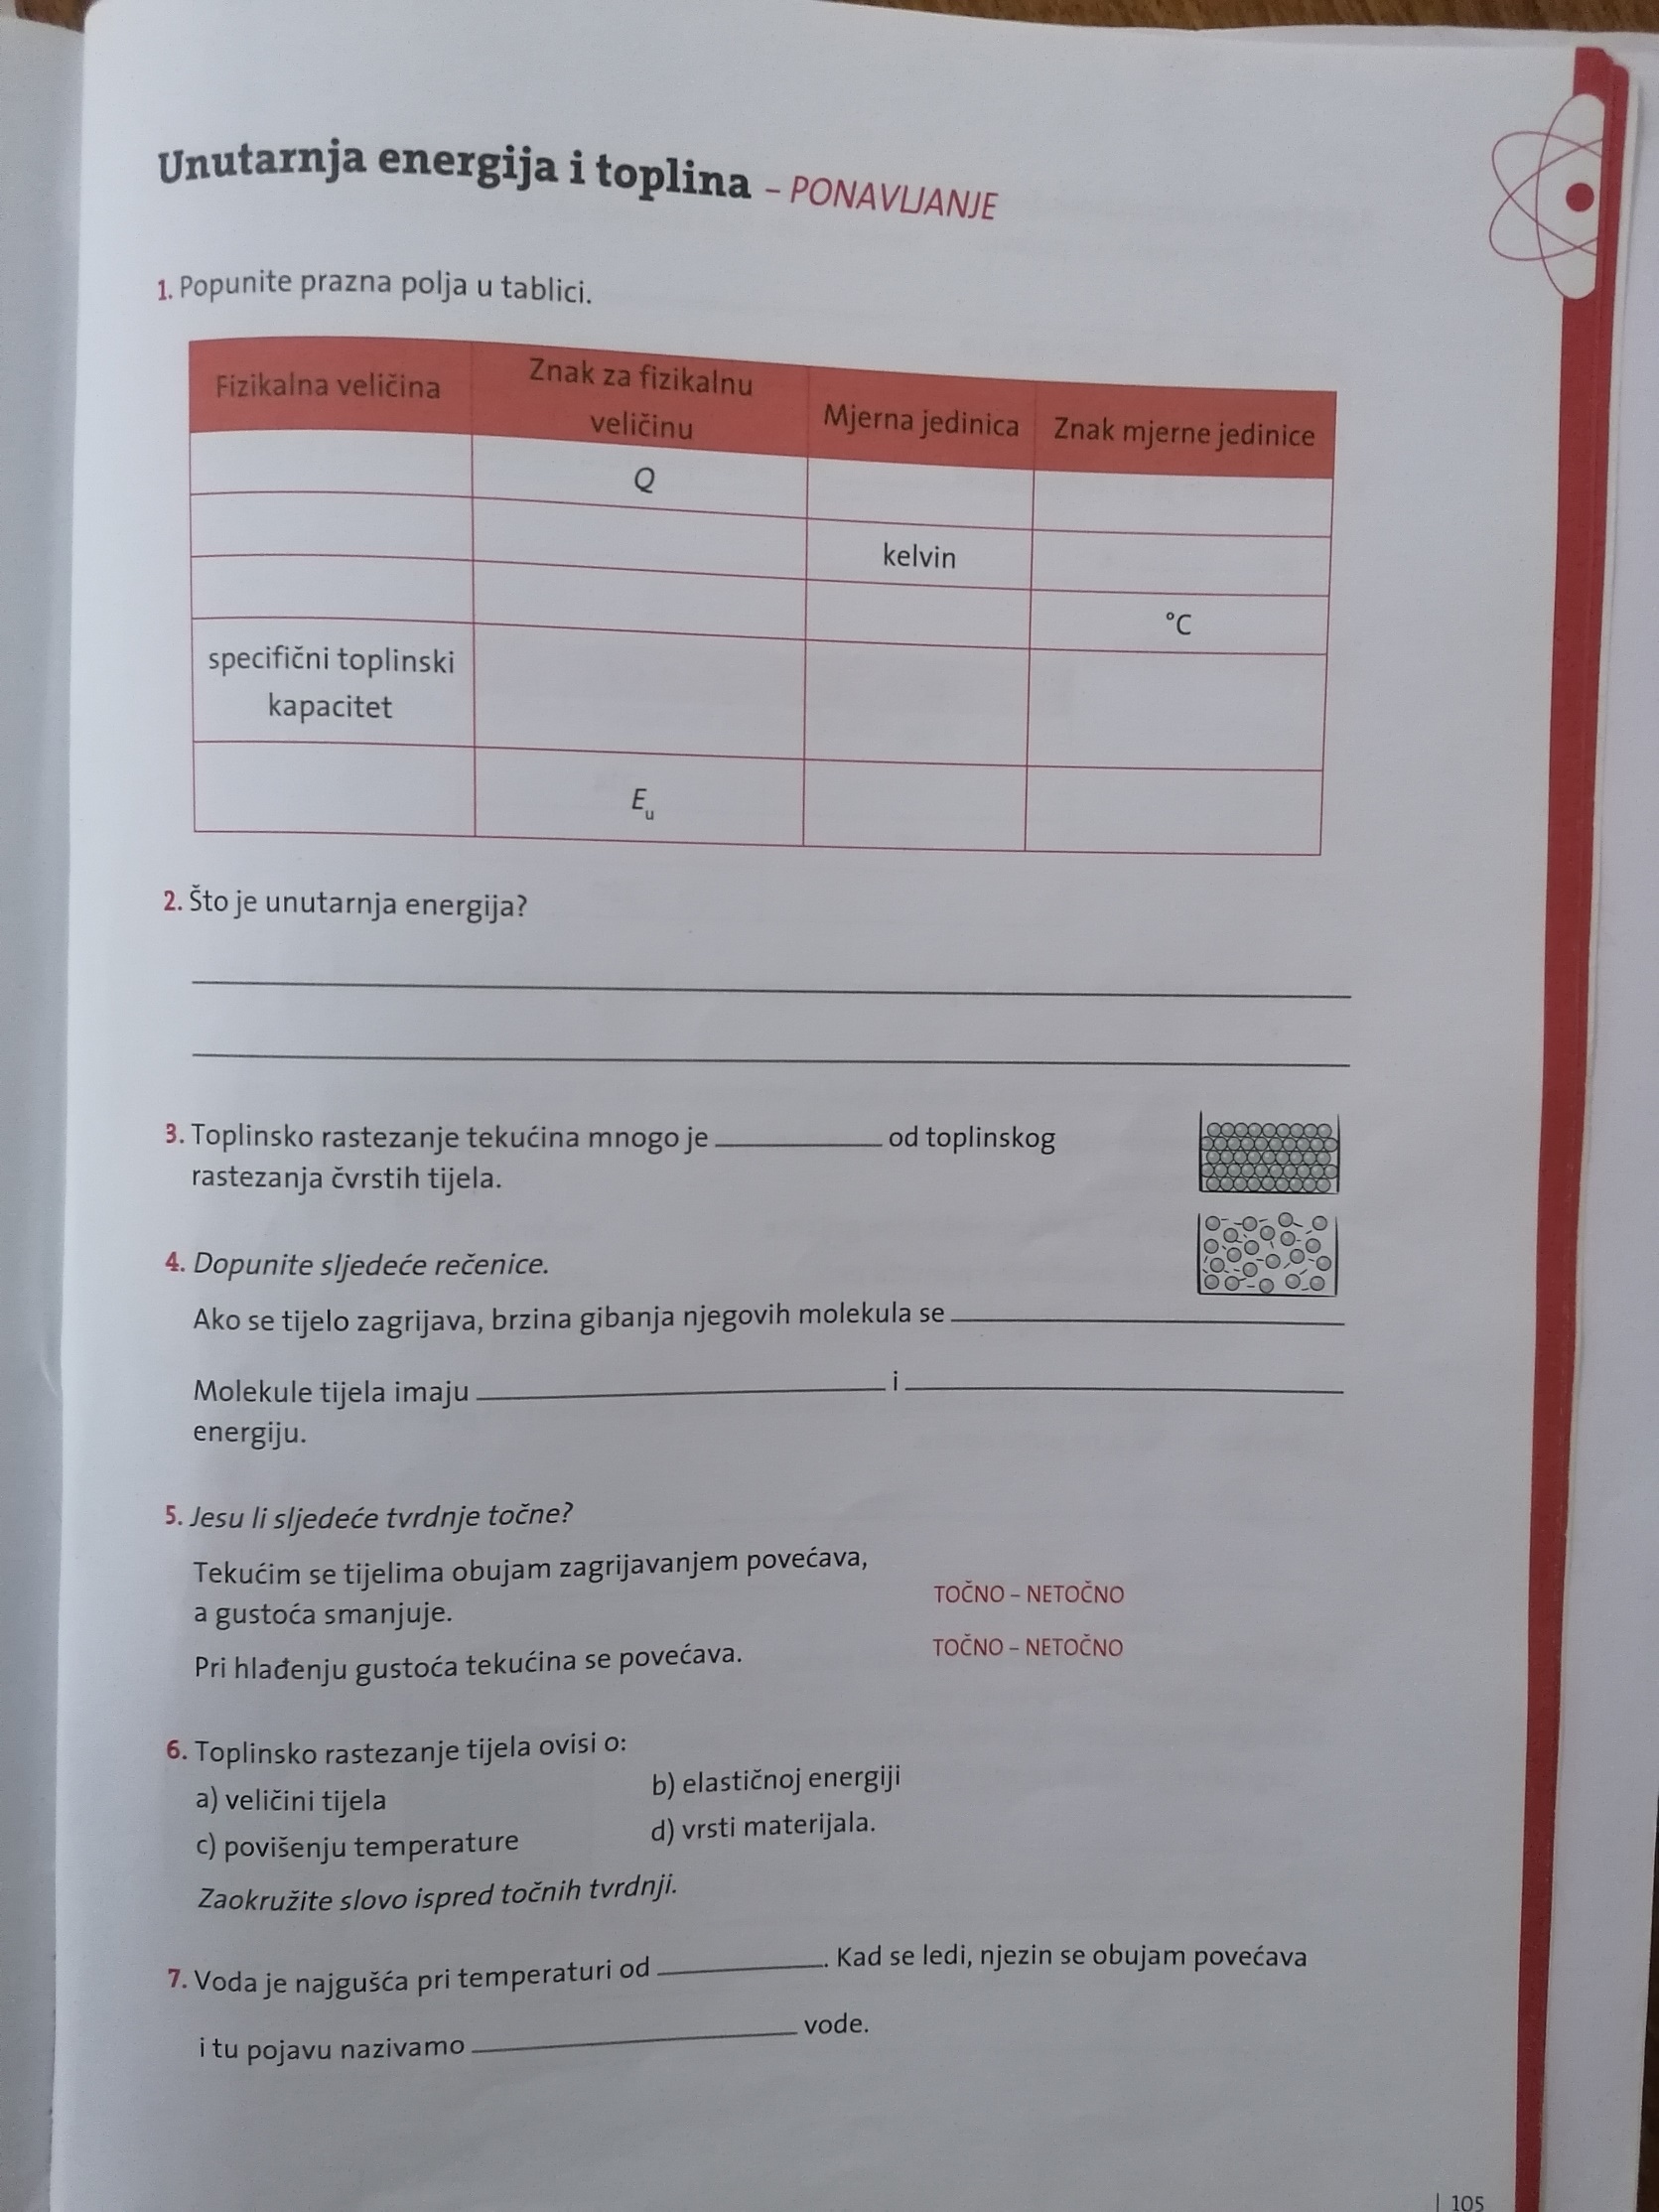 Unutarnja energija i toplina – PONAVLJANJE
1. Popunite prazna polja u tablici.
Fizikalna veličina
Znak za fizikalnu
veličinu
Mjerna jedinica
Znak mjerne jedinice
Q
kelvin
°C
specifični toplinski
kapacitet
Eu
2. Što je unutarnja energija?
3. Toplinsko rastezanje tekućina mnogo je __________ od toplinskog
rastezanja čvrstih tijela.
4. Dopunite sljedeće rečenice.
Ako se tijelo zagrijava, brzina gibanja njegovih molekula se __________
Molekule tijela imaju __________ i __________
energiju.
5. Jesu li sljedeće tvrdnje točne?
Tekućim se tijelima obujam zagrijavanjem povećava,
a gustoća smanjuje.
TOČNO – NETOČNO
Pri hlađenju gustoća tekućina se povećava.
TOČNO – NETOČNO
6. Toplinsko rastezanje tijela ovisi o:
a) veličini tijela
b) elastičnoj energiji
c) povišenju temperature
d) vrsti materijala.
Zaokružite slovo ispred točnih tvrdnji.
7. Voda je najgušća pri temperaturi od __________. Kad se ledi, njezin se obujam povećava
i tu pojavu nazivamo __________ vode.
| 105